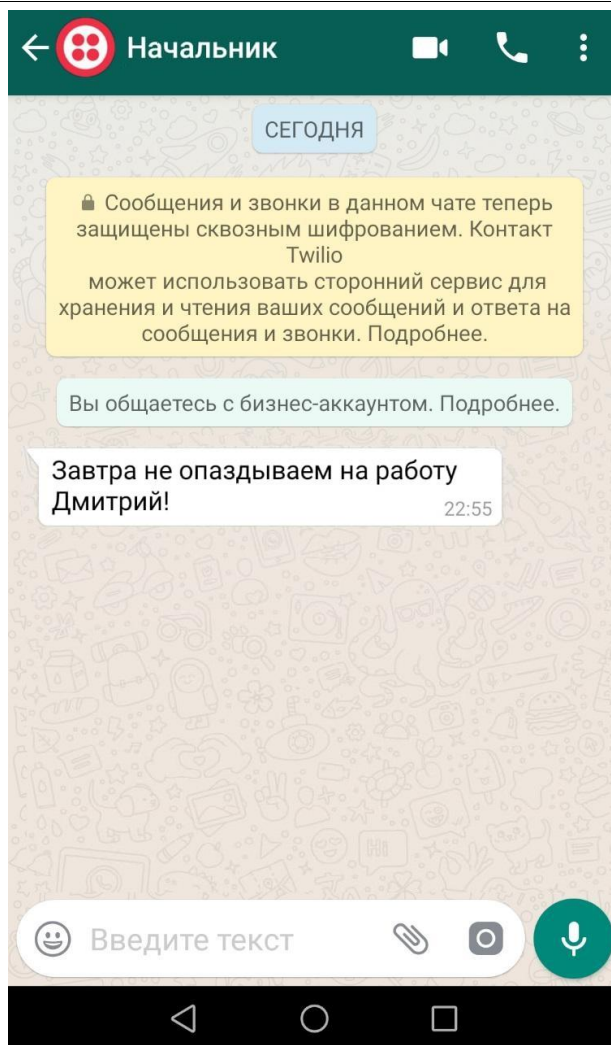 Начальник
СЕГОДНЯ
Сообщения и звонки в данном чате теперь
защищены сквозным шифрованием. Контакт
Twilio
может использовать сторонний сервис для
хранения и чтения ваших сообщений и ответа на
сообщения и звонки. Подробнее.
Вы общаетесь с бизнес-аккаунтом. Подробнее.
Завтра не опаздываем на работу
Дмитрий!
22:55
Введите текст